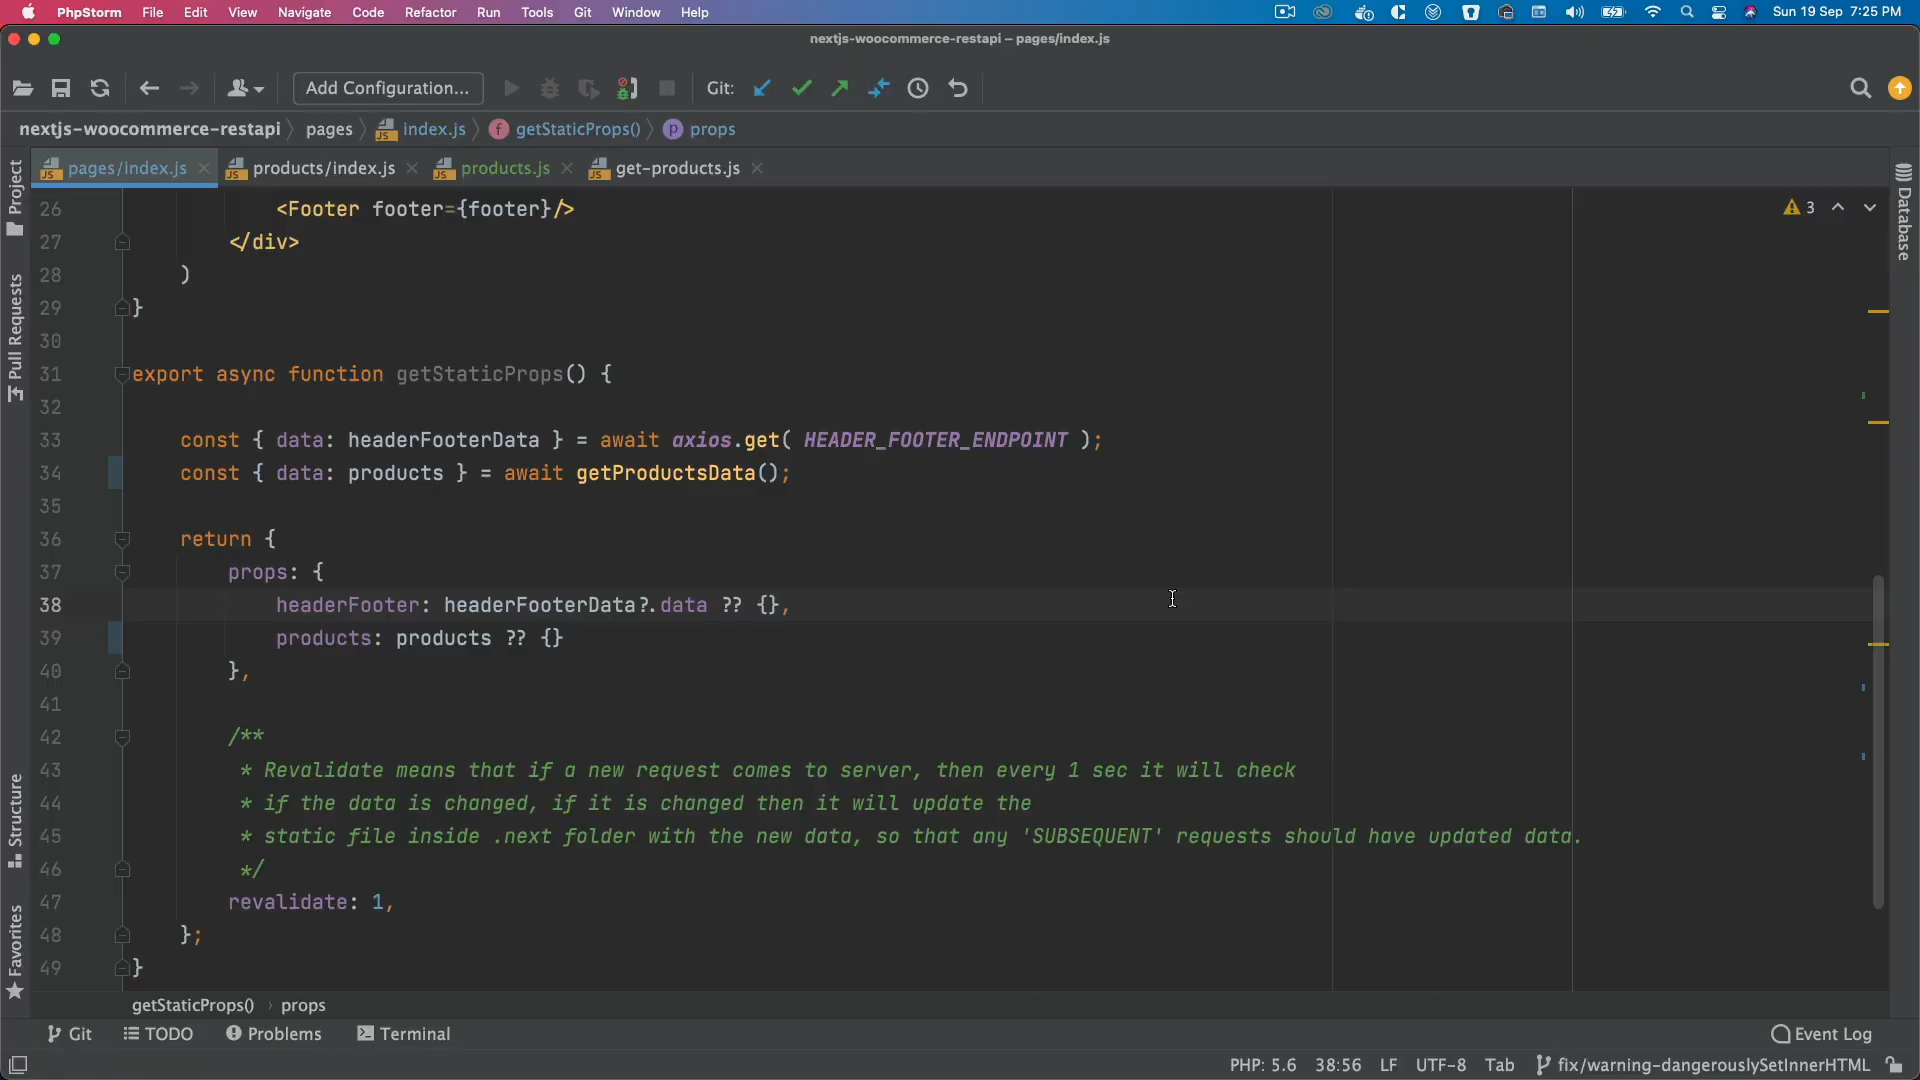 PhpStorm File Edit View Navigate Code Refactor Run Tools Git Window Help Sun 19 Sep 7:25 PM
nextjs-woocommerce-restapi – pages/index.js
Add Configuration... Git:
nextjs-woocommerce-restapi pages index.js getStaticProps() props
pages/index.js products/index.js products.js get-products.js
Project
Pull Requests
Structure
Favorites
Database
3
26 <Footer footer={footer}/>
27 </div>
28 )
29 }
30
31 export async function getStaticProps() {
32
33 const { data: headerFooterData } = await axios.get( HEADER_FOOTER_ENDPOINT );
34 const { data: products } = await getProductsData();
35
36 return {
37 props: {
38 headerFooter: headerFooterData?.data ?? {},
39 products: products ?? {}
40 },
41
42 /**
43 * Revalidate means that if a new request comes to server, then every 1 sec it will check
44 * if the data is changed, if it is changed then it will update the
45 * static file inside .next folder with the new data, so that any 'SUBSEQUENT' requests should have updated data.
46 */
47 revalidate: 1,
48 };
49 }
getStaticProps() › props
Git TODO Problems Terminal Event Log
PHP: 5.6 38:56 LF UTF-8 Tab fix/warning-dangerouslySetInnerHTML